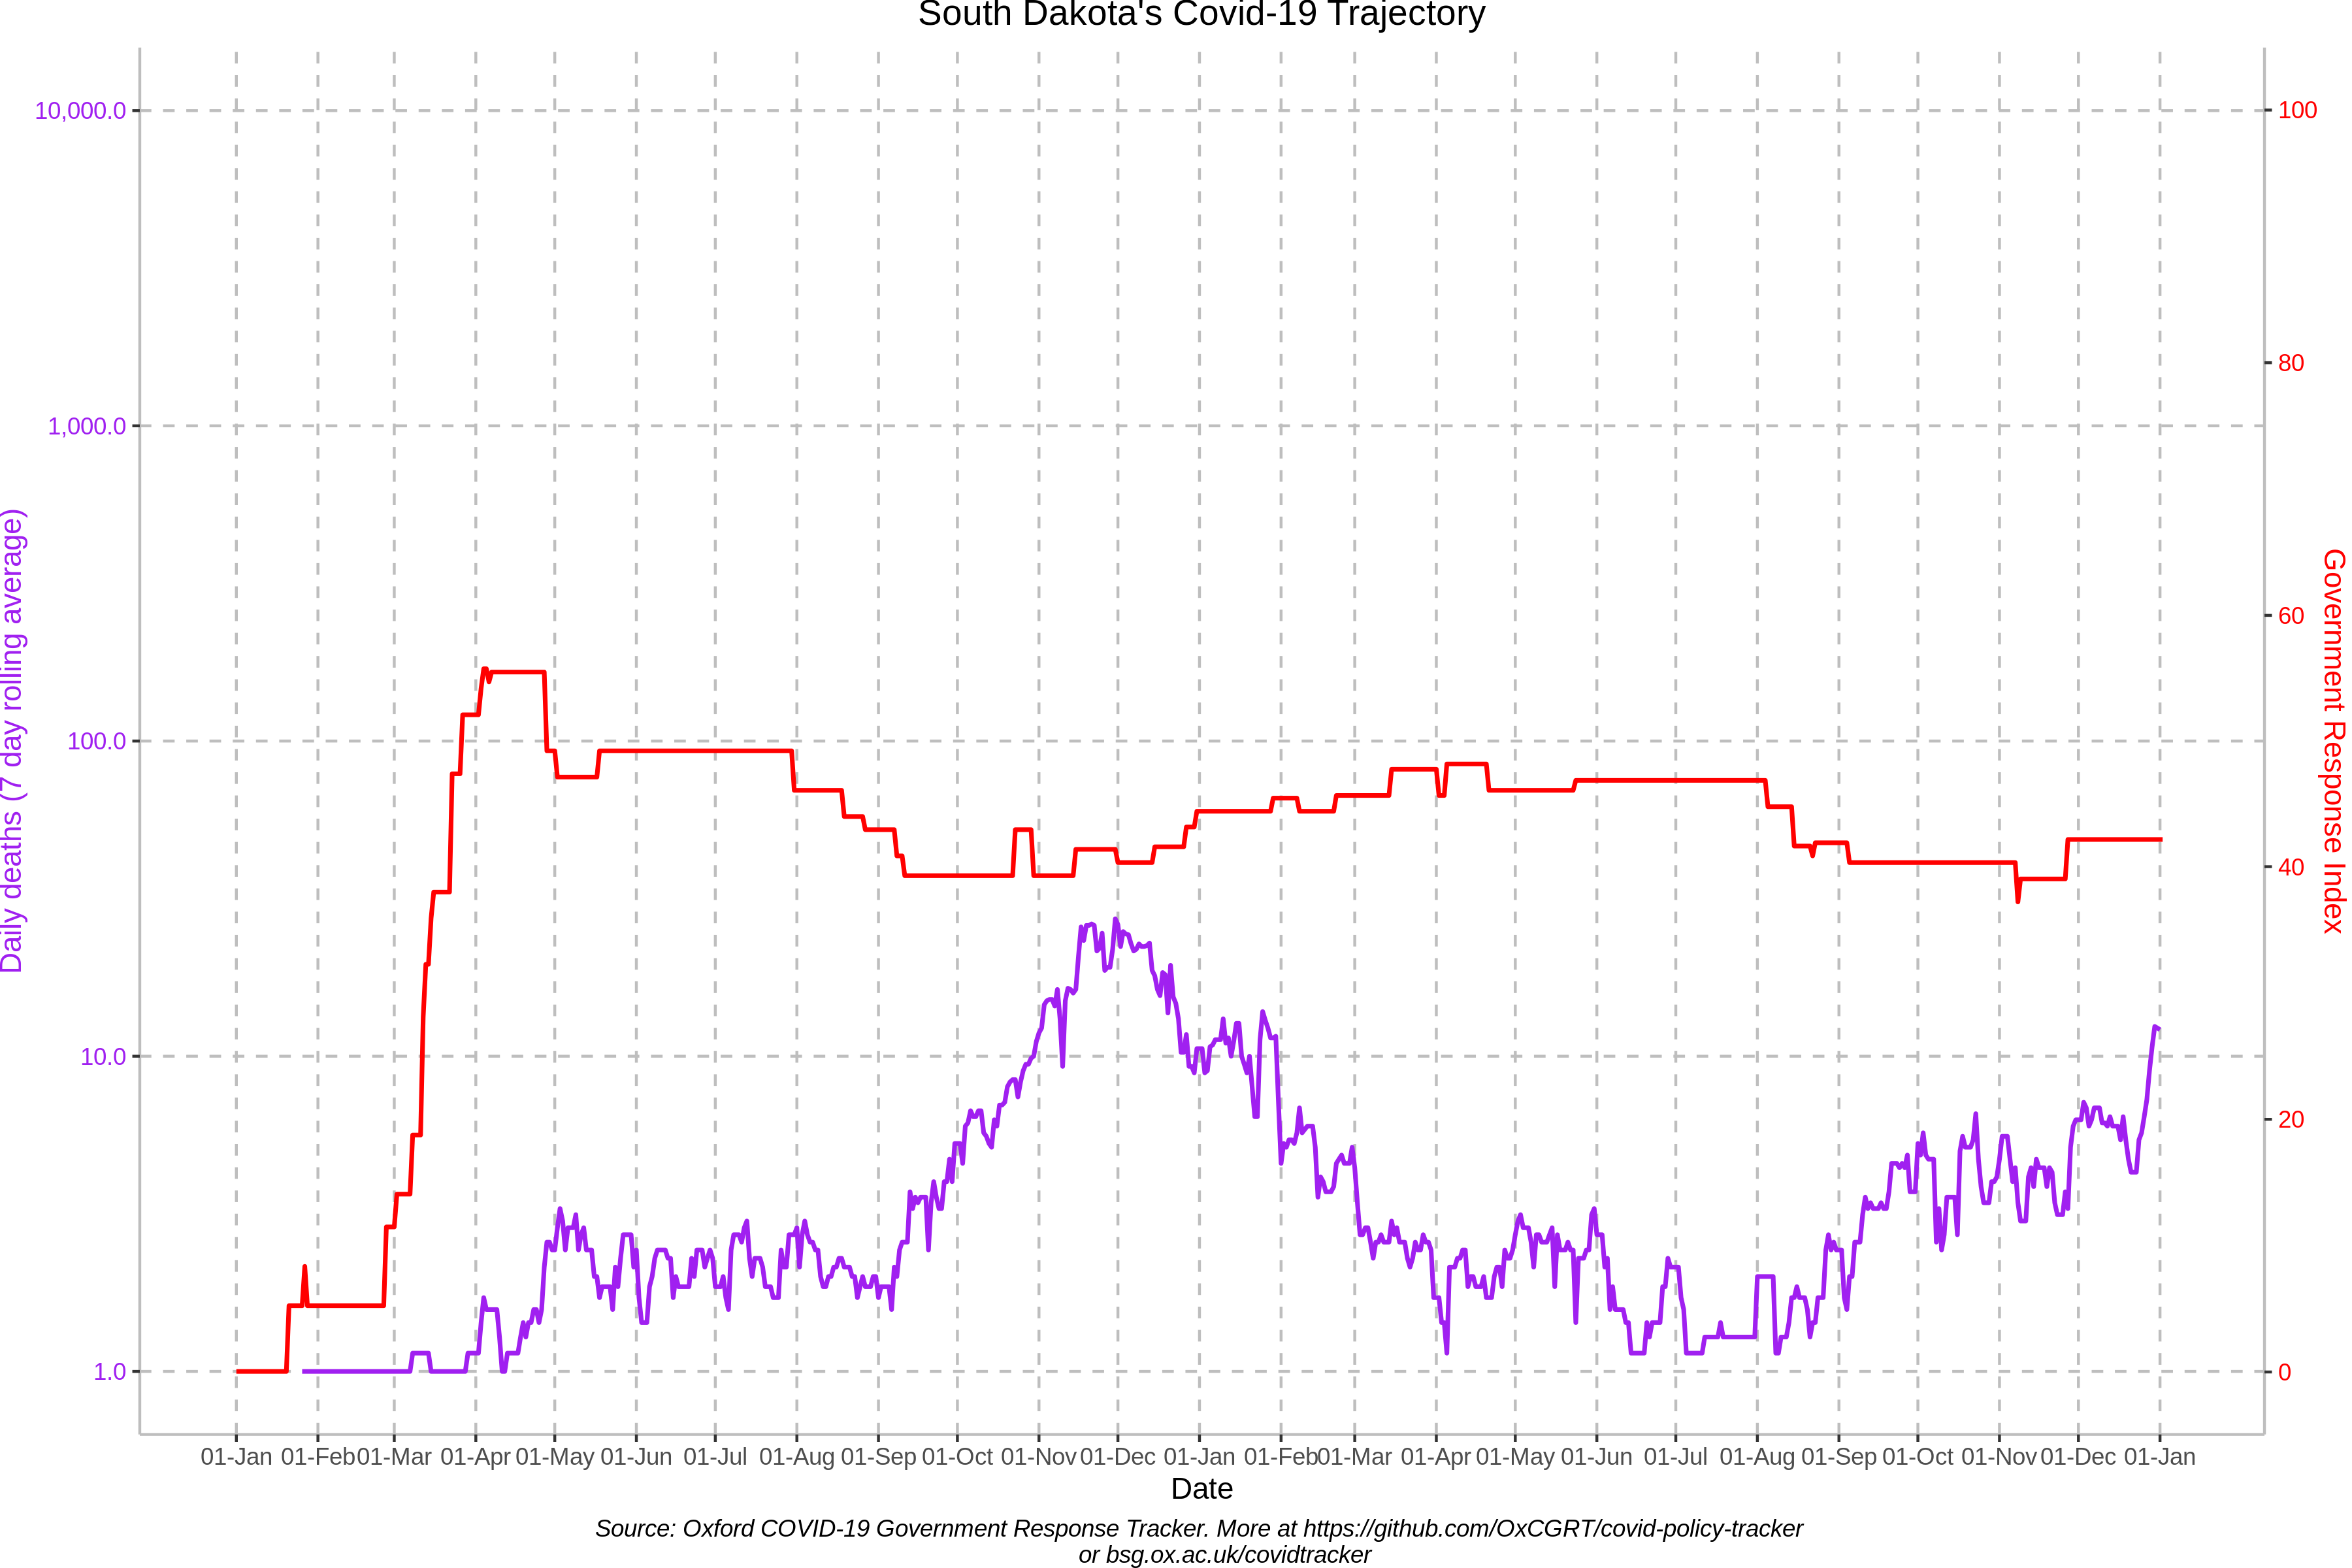 South Dakota's Covid-19 Trajectory
10,000.0
1,000.0
100.0
10.0
1.0
Daily deaths (7 day rolling average)
100
80
60
40
20
0
Government Response Index
01-Jan 01-Feb 01-Mar 01-Apr 01-May 01-Jun 01-Jul 01-Aug 01-Sep 01-Oct 01-Nov 01-Dec 01-Jan 01-Feb 01-Mar 01-Apr 01-May 01-Jun 01-Jul 01-Aug 01-Sep 01-Oct 01-Nov 01-Dec 01-Jan
Date
Source: Oxford COVID-19 Government Response Tracker. More at https://github.com/OxCGRT/covid-policy-tracker
or bsg.ox.ac.uk/covidtracker